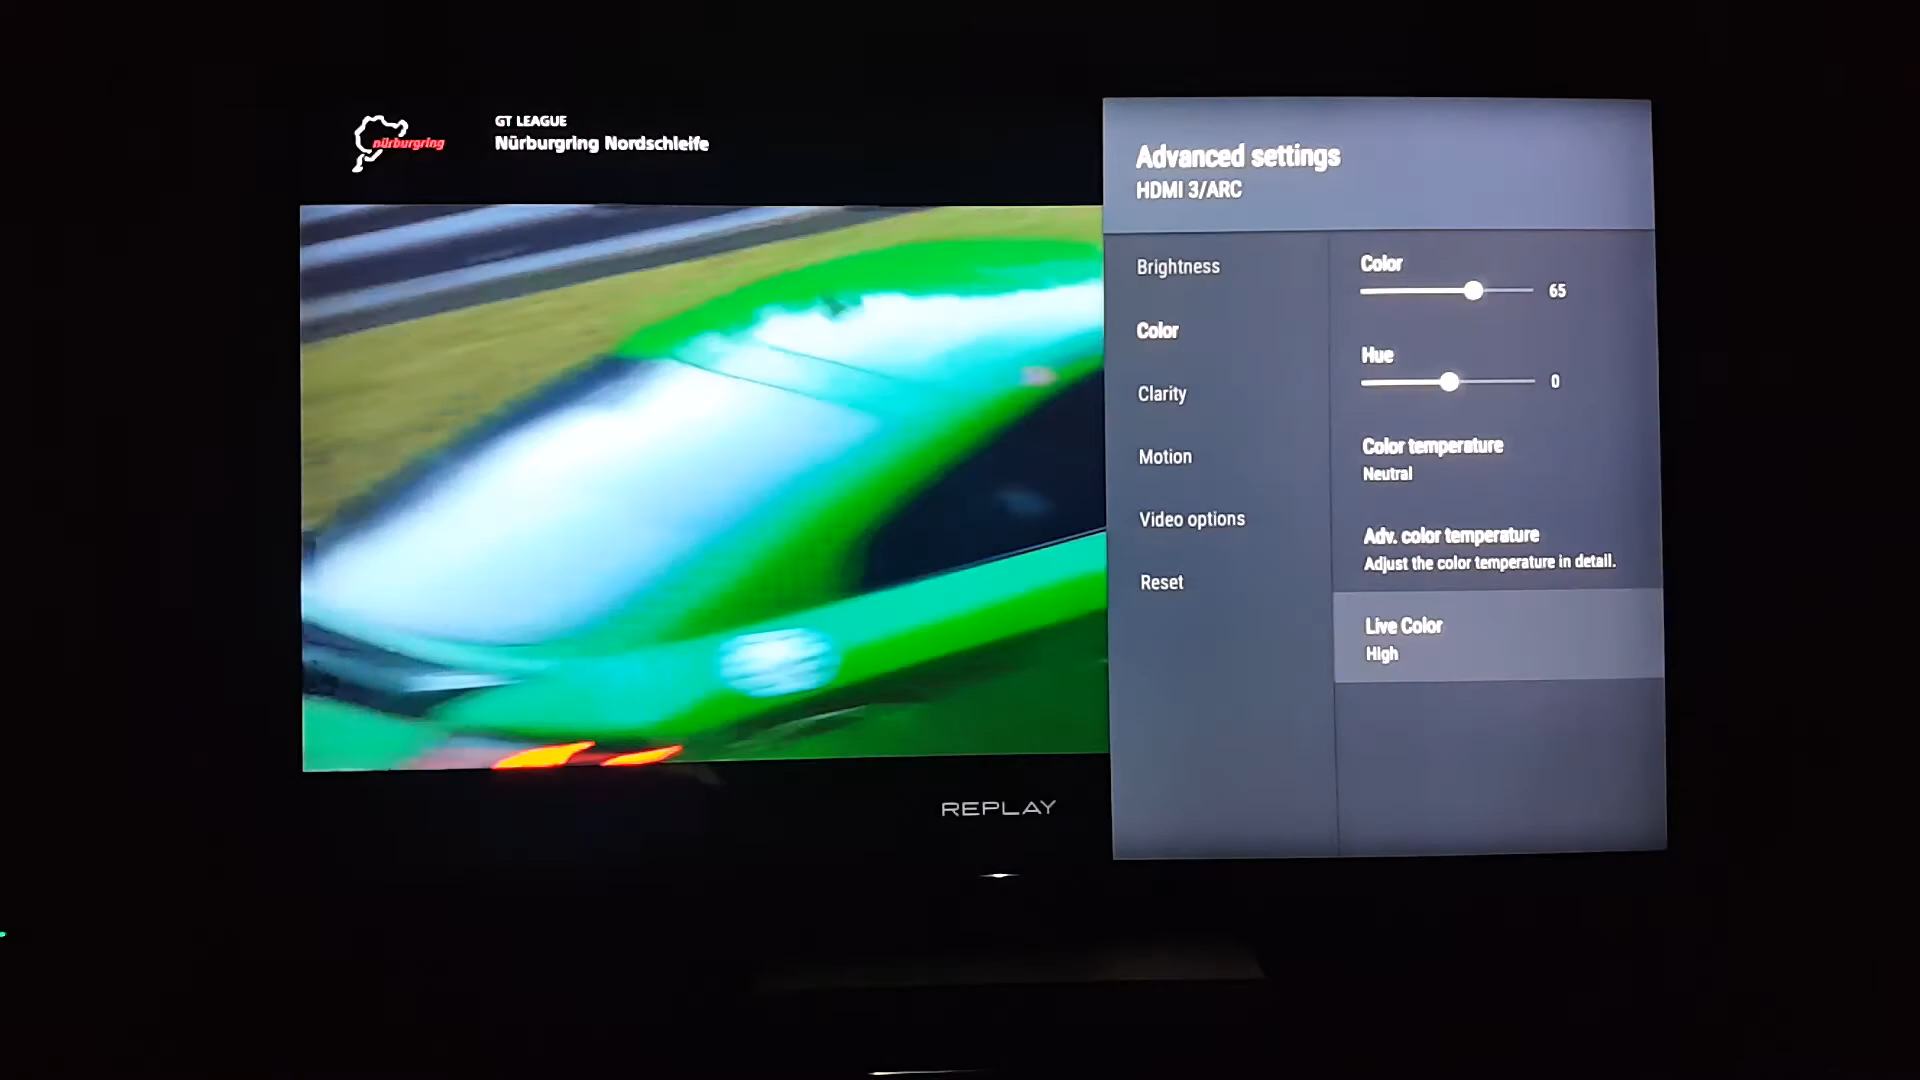 nürburgring
GT LEAGUE
Nürburgring Nordschleife
REPLAY
Advanced settings
HDMI 3/ARC
Brightness
Color
Clarity
Motion
Video options
Reset
Color
65
Hue
0
Color temperature
Neutral
Adv. color temperature
Adjust the color temperature in detail.
Live Color
High